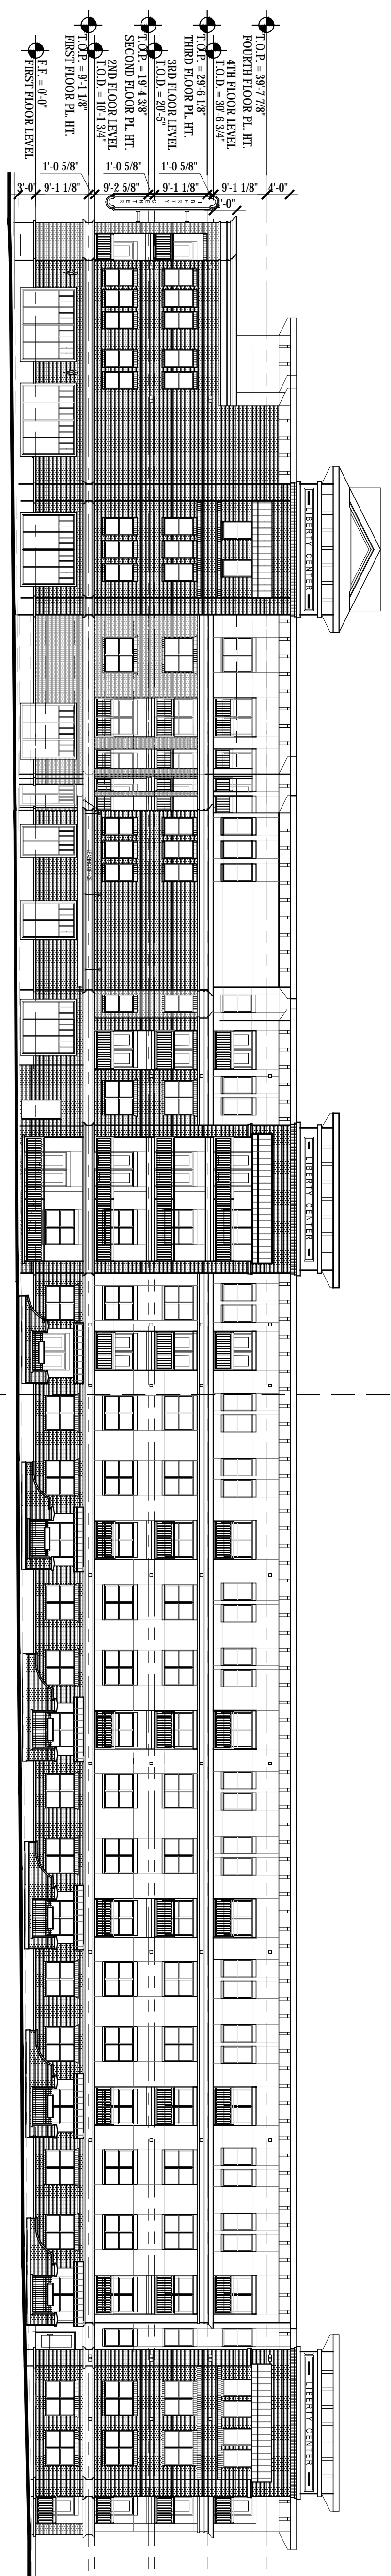 T.O.P. = 39'-7 7/8"
FOURTH FLOOR PL. HT.
4TH FLOOR LEVEL
T.O.D. = 30'-6 3/4"
T.O.P. = 29'-6 1/8"
THIRD FLOOR PL. HT.
3RD FLOOR LEVEL
T.O.D. = 20'-5"
T.O.P. = 19'-4 3/8"
SECOND FLOOR PL. HT.
2ND FLOOR LEVEL
T.O.D = 10'-1 3/4"
T.O.P. = 9'-1 1/8"
FIRST FLOOR PL. HT.
F.F. = 0'-0"
FIRST FLOOR LEVEL
4'-0"
9'-1 1/8"
1'-0 5/8"
9'-1 1/8"
1'-0 5/8"
9'-2 5/8"
1'-0 5/8"
9'-1 1/8"
3'-0"
LIBERTY CENTER
LIBERTY CENTER
LIBERTY CENTER